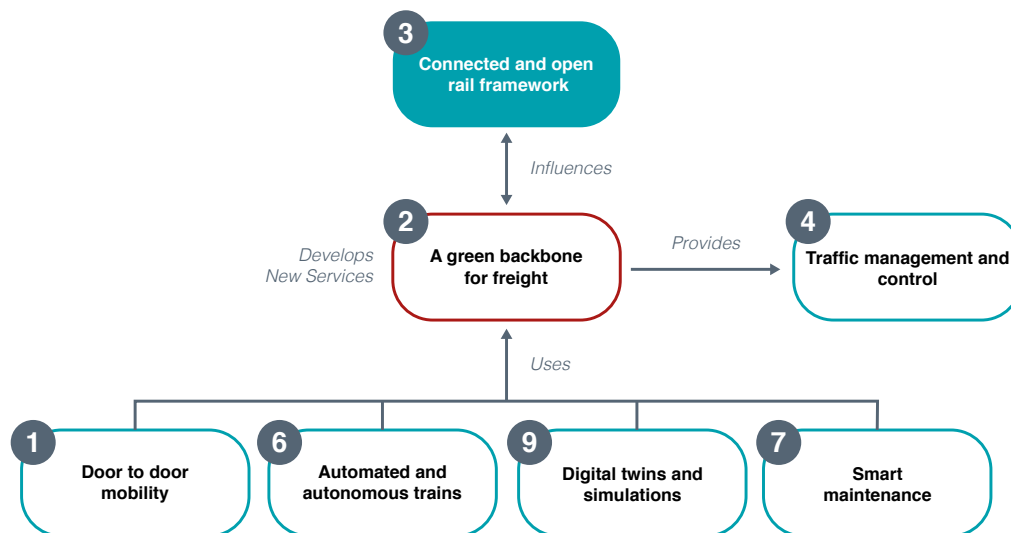 3
Connected and open
rail framework
Influences
2
A green backbone
for freight
Develops
New Services
Provides
4
Traffic management and
control
Uses
1
Door to door
mobility
6
Automated and
autonomous trains
9
Digital twins and
simulations
7
Smart
maintenance